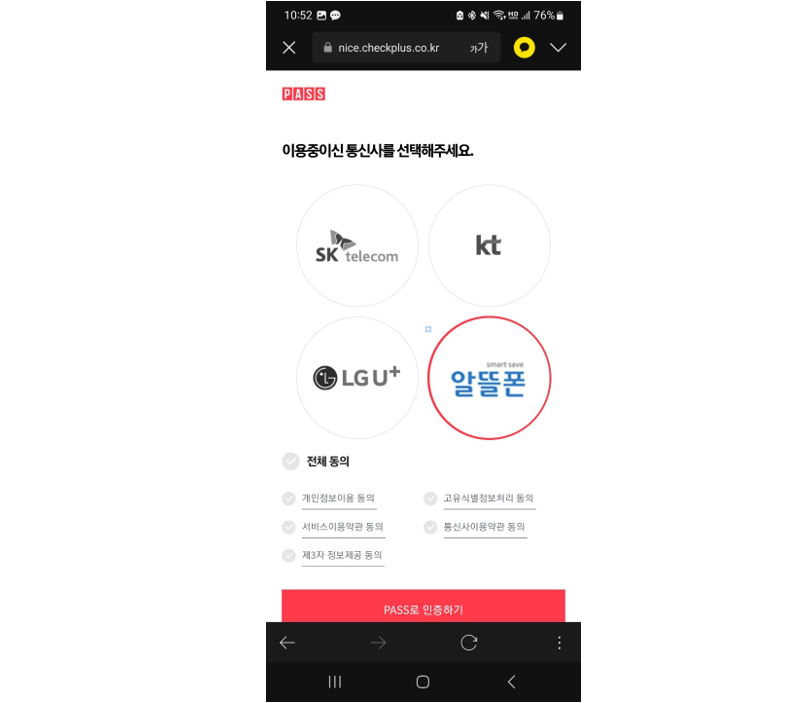 10:52
76%
nice.checkplus.co.kr
가가
PASS
이용중이신 통신사를 선택해주세요.
SK telecom
kt
LG U+
smart save
알뜰폰
전체 동의
개인정보이용 동의
고유식별정보처리 동의
서비스이용약관 동의
통신사이용약관 동의
제3자 정보제공 동의
PASS로 인증하기